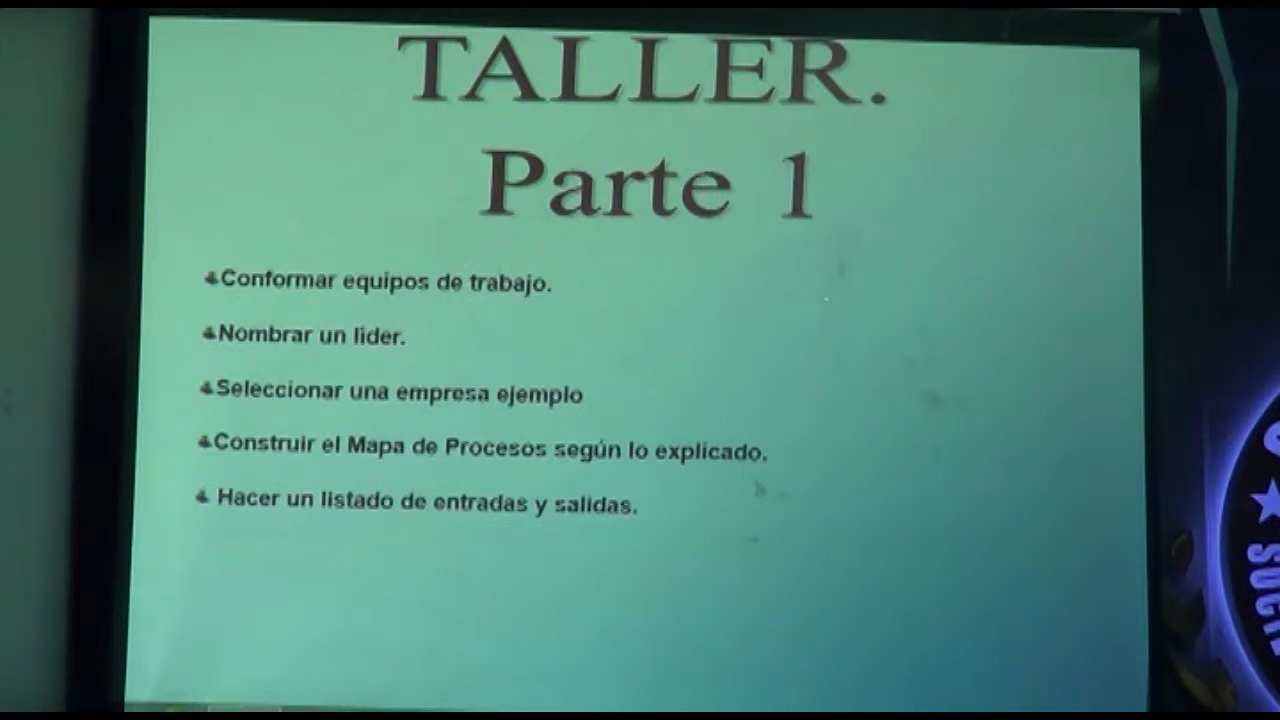 TALLER.
Parte 1
Conformar equipos de trabajo.
Nombrar un lider.
Seleccionar una empresa ejemplo
Construir el Mapa de Procesos según lo explicado.
Hacer un listado de entradas y salidas.